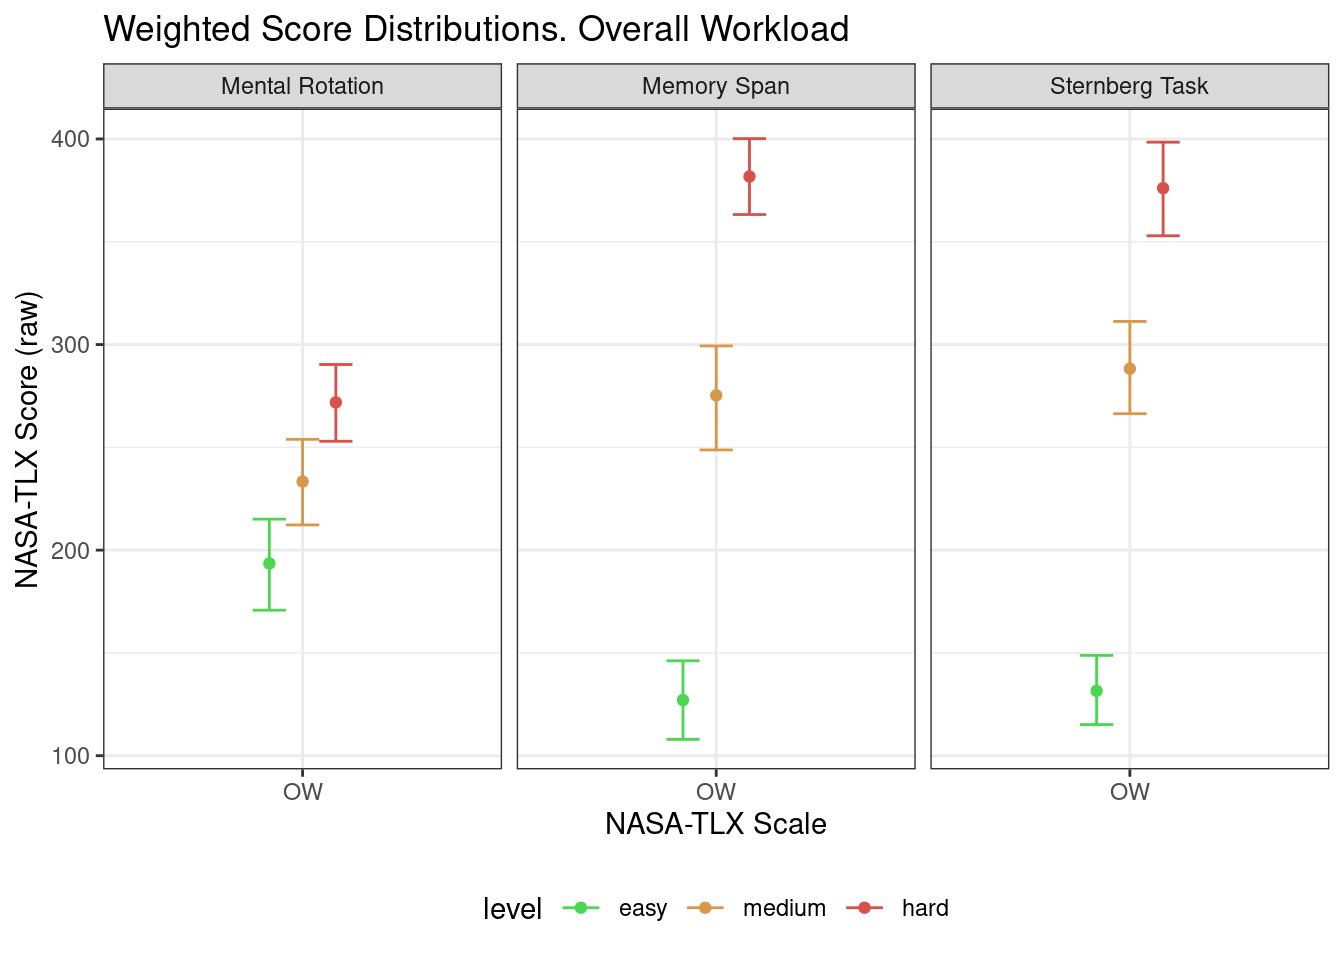 Weighted Score Distributions. Overall Workload
Mental Rotation
Memory Span
Sternberg Task
NASA-TLX Score (raw)
400
300
200
100
OW
OW
OW
NASA-TLX Scale
level easy medium hard